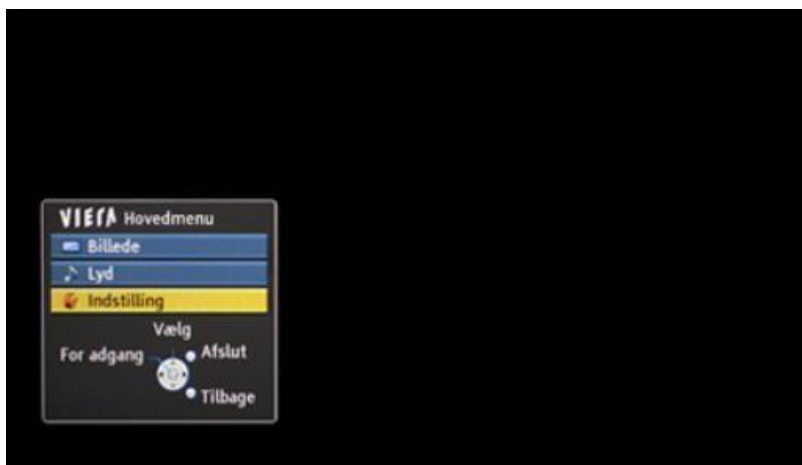 VIERA Hovedmenu
Billede
Lyd
Indstilling
Vælg
For adgang
Afslut
Tilbage